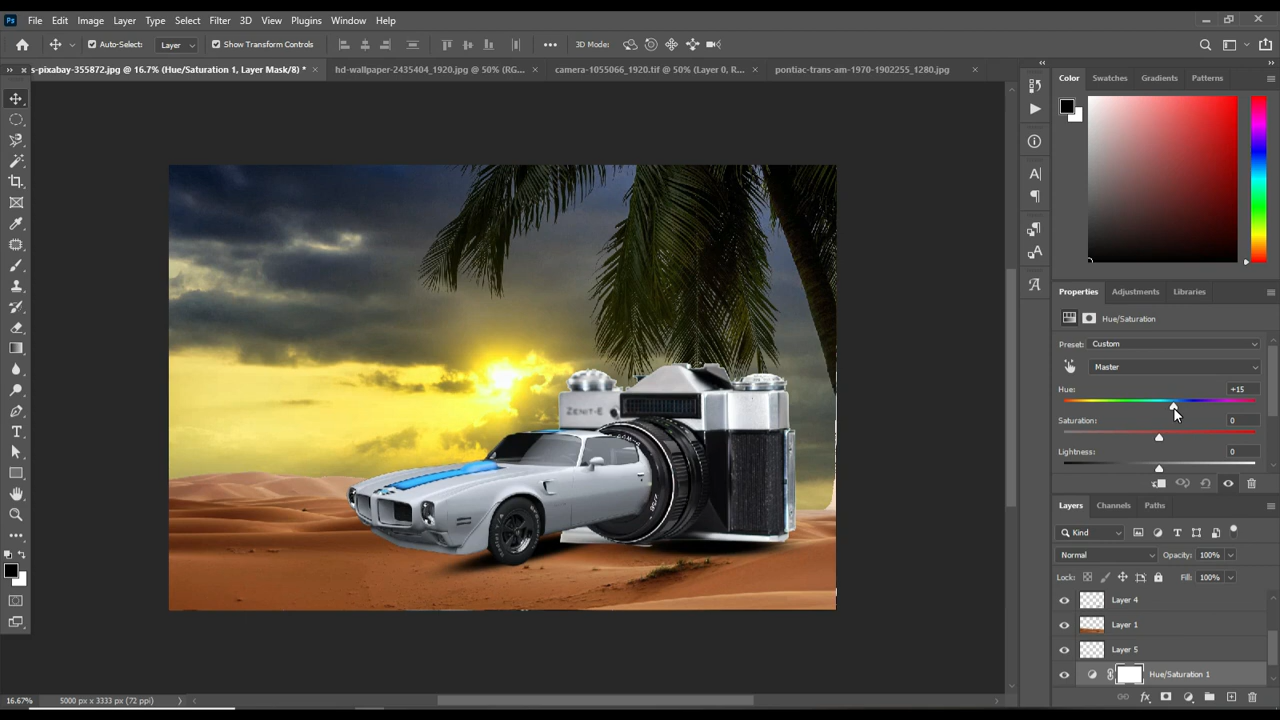 Ps File Edit Image Layer Type Select Filter 3D View Plugins Window Help
Auto-Select: Layer Show Transform Controls 3D Mode:
s-pixabay-355872.jpg @ 16.7% (Hue/Saturation 1, Layer Mask/8) * hd-wallpaper-2435404_1920.jpg @ 50% (RG... camera-1055066_1920.tif @ 50% (Layer 0, R... pontiac-trans-am-1970-1902255_1280.jpg
Color Swatches Gradients Patterns
Properties Adjustments Libraries
Hue/Saturation
Preset: Custom
Master
Hue: +15
Saturation: 0
Lightness: 0
ZENIT-E
Layers Channels Paths
Kind
Normal Opacity: 100%
Lock: Fill: 100%
Layer 4
Layer 1
Layer 5
Hue/Saturation 1
16.67% 5000 px x 3333 px (72 ppi)